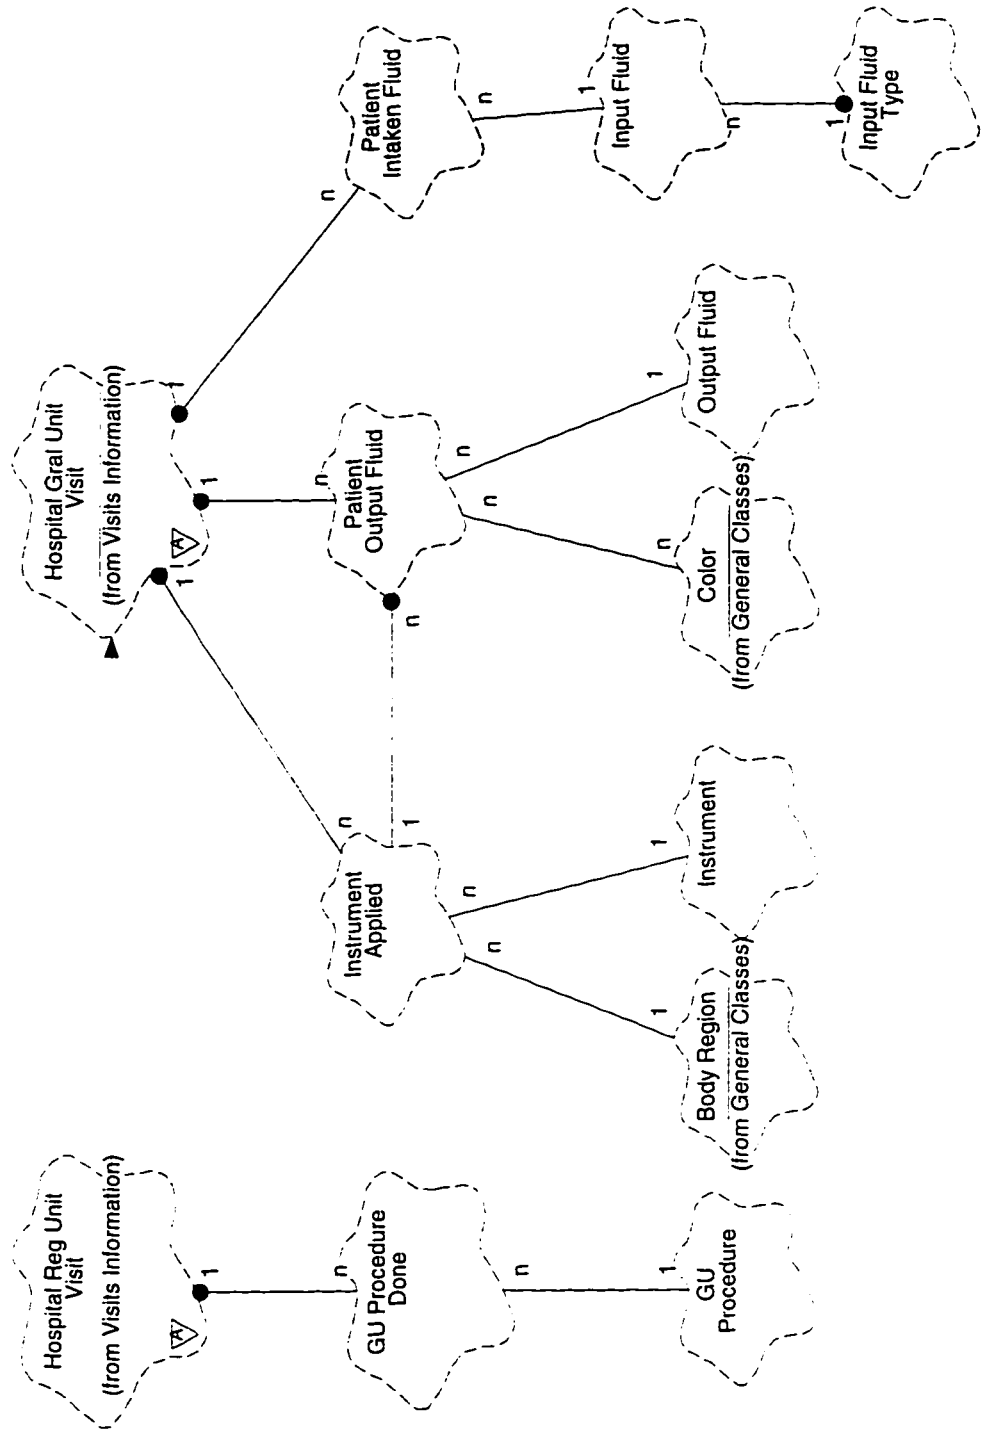 Hospital Reg Unit
Visit
(from Visits Information)
A
1
n
GU Procedure
Done
n
1
GU
Procedure
Hospital Gral Unit
Visit
(from Visits Information)
A
1
1
1
n
Instrument
Applied
1
n
n
n
Patient
Output Fluid
n
n
Patient
Intaken Fluid
n
n
1
Body Region
(from General Classes)
1
Instrument
n
n
n
Color
(from General Classes)
1
Output Fluid
1
Input Fluid
n
1
Input Fluid
Type